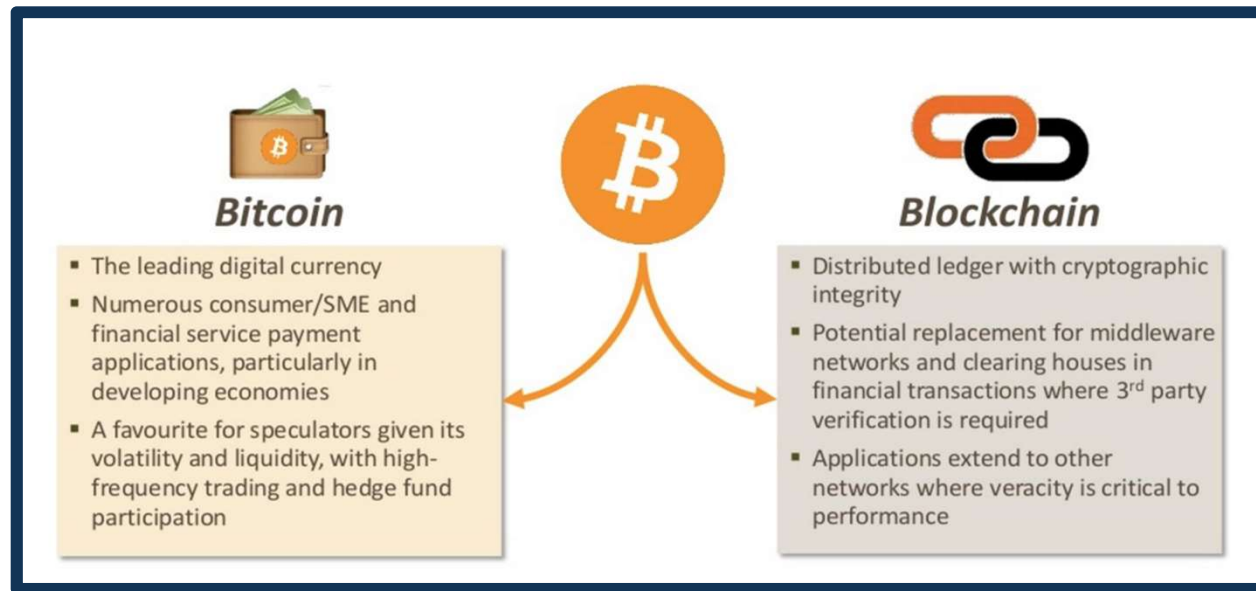 Bitcoin
▪ The leading digital currency
▪ Numerous consumer/SME and
financial service payment
applications, particularly in
developing economies
▪ A favourite for speculators given its
volatility and liquidity, with high-
frequency trading and hedge fund
participation
Blockchain
▪ Distributed ledger with cryptographic
integrity
▪ Potential replacement for middleware
networks and clearing houses in
financial transactions where 3rd party
verification is required
▪ Applications extend to other
networks where veracity is critical to
performance